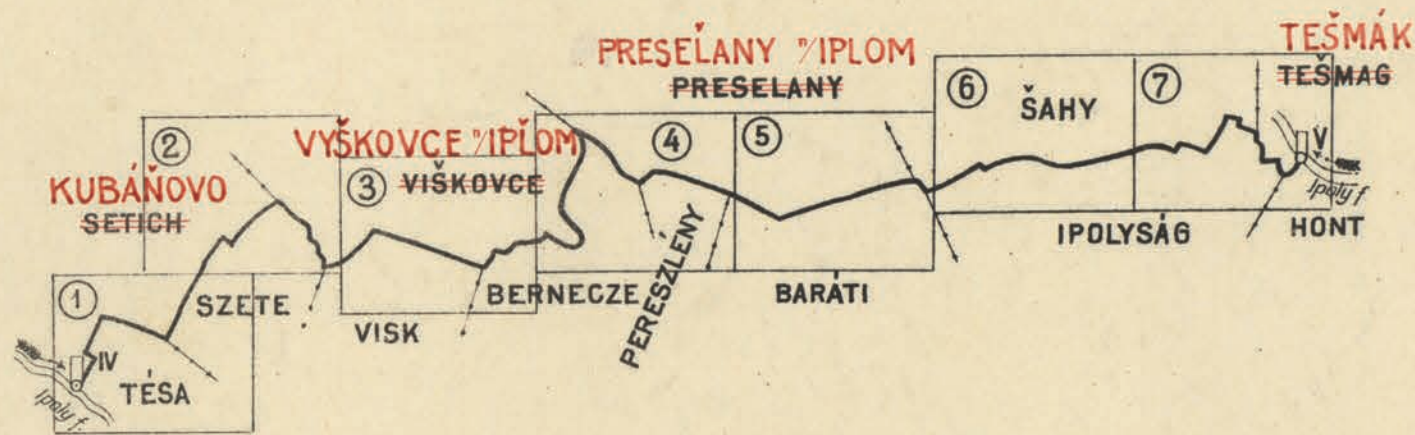 KUBÁŇOVO
SETICH
②
VYŠKOVCE n/IPĽOM
③ VIŠKOVCE
PRESEĽANY n/IPLOM
PRESELANY
④
⑤
⑥ ŠAHY
⑦
TEŠMÁK
TEŠMAG
V
Ipoly f.
HONT
IPOLYSÁG
①
IV
Ipoly f.
TÉSA
SZETE
VISK
BERNECZE
PERESZLÉNY
BARÁTI